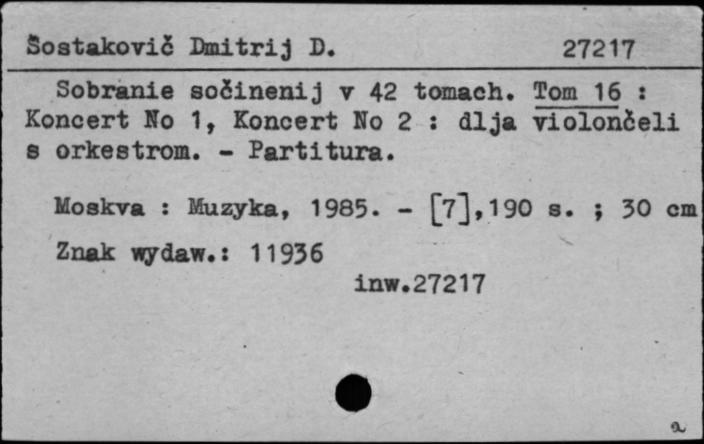 Šostakovič Dmitrij D. 27217
Sobranie sočinenij v 42 tomach. Tom 16 :
Koncert No 1, Koncert No 2 : dlja violončeli
s orkestrom. - Partitura.
Moskva : Muzyka, 1985. - [7],190 s. ; 30 cm
Znak wydaw.: 11936
inw.27217
a